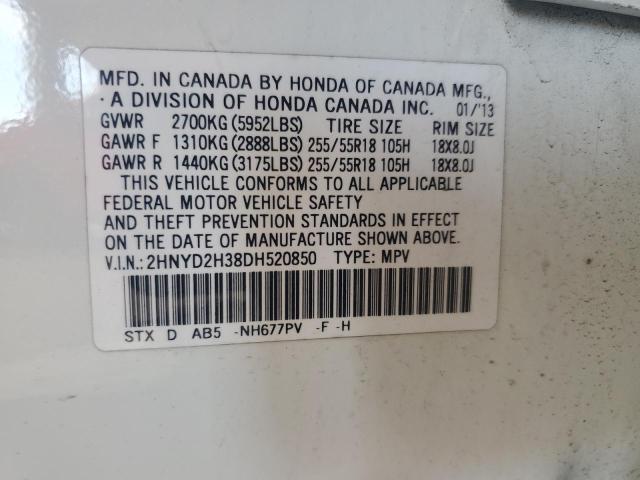 MFD. IN CANADA BY HONDA OF CANADA MFG.,
· A DIVISION OF HONDA CANADA INC. 01/'13
GVWR 2700KG (5952LBS) TIRE SIZE RIM SIZE
GAWR F 1310KG (2888LBS) 255/55R18 105H 18X8.0J
GAWR R 1440KG (3175LBS) 255/55R18 105H 18X8.0J
THIS VEHICLE CONFORMS TO ALL APPLICABLE
FEDERAL MOTOR VEHICLE SAFETY
AND THEFT PREVENTION STANDARDS IN EFFECT
ON THE DATE OF MANUFACTURE SHOWN ABOVE.
V.I.N.: 2HNYD2H38DH520850 TYPE: MPV
STX D AB5 -NH677PV -F -H